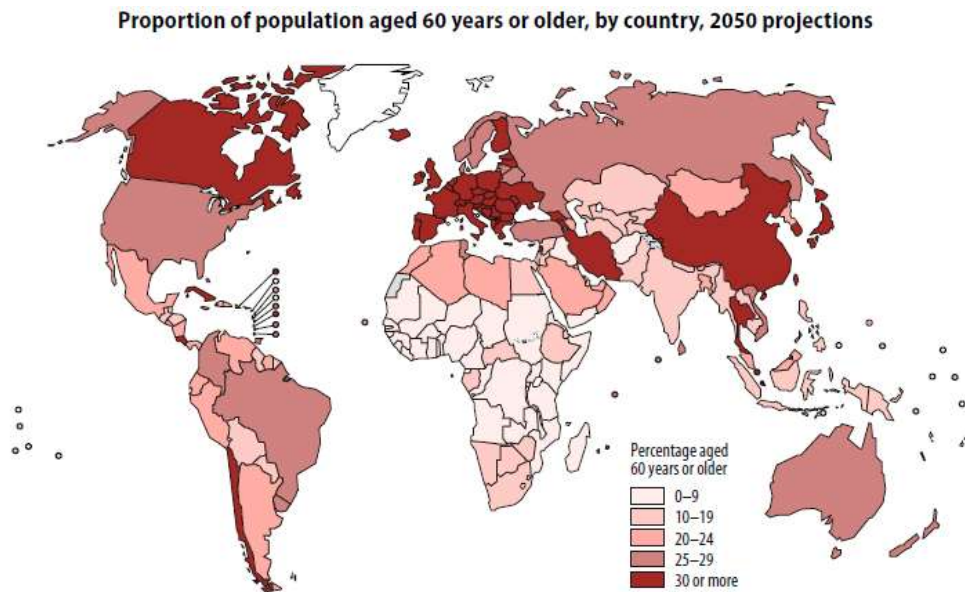 Proportion of population aged 60 years or older, by country, 2050 projections
Percentage aged
60 years or older
0–9
10–19
20–24
25–29
30 or more